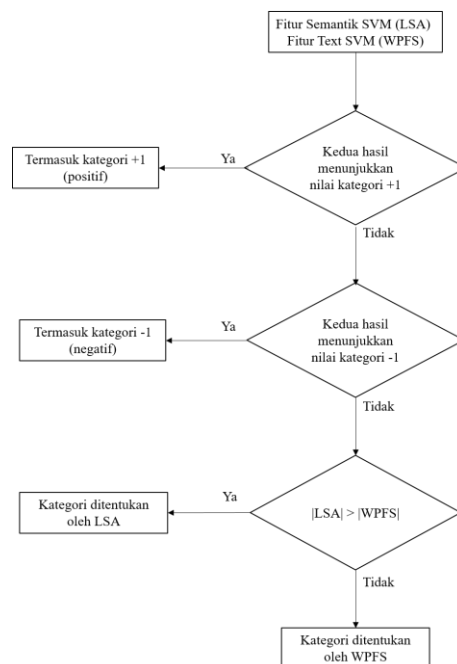 Fitur Semantik SVM (LSA)
Fitur Text SVM (WPFS)
Kedua hasil
menunjukkan
nilai kategori +1
Ya
Termasuk kategori +1
(positif)
Tidak
Kedua hasil
menunjukkan
nilai kategori -1
Ya
Termasuk kategori -1
(negatif)
Tidak
|LSA| > |WPFS|
Ya
Kategori ditentukan
oleh LSA
Tidak
Kategori ditentukan
oleh WPFS